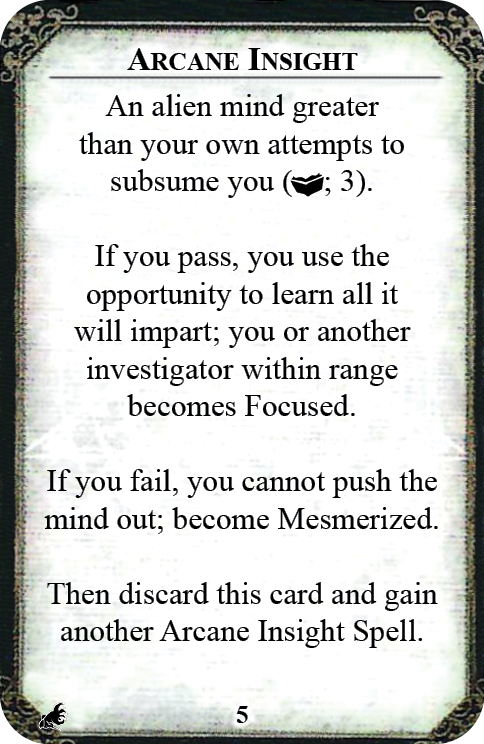 ARCANE INSIGHT
An alien mind greater
than your own attempts to
subsume you (; 3).
If you pass, you use the
opportunity to learn all it
will impart; you or another
investigator within range
becomes Focused.
If you fail, you cannot push the
mind out; become Mesmerized.
Then discard this card and gain
another Arcane Insight Spell.
5